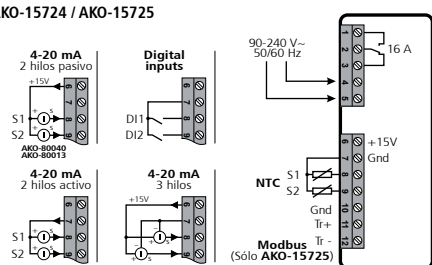 AKO-15724 / AKO-15725
4-20 mA
2 hilos pasivo
+15V
6
7
8
9
+
s
S1
+
s
S2
AKO-80040
AKO-80013
Digital
inputs
6
7
8
9
DI1
DI2
4-20 mA
2 hilos activo
6
7
8
9
+
s
S1
+
s
S2
4-20 mA
3 hilos
+15V
6
7
8
9
+
s
+
s
90-240 V~
50/60 Hz
1
2
3
4
5
16 A
6
7
8
9
10
11
12
+15V
Gnd
NTC
S1
S2
Gnd
Tr+
Tr -
Modbus
(Sólo AKO-15725)